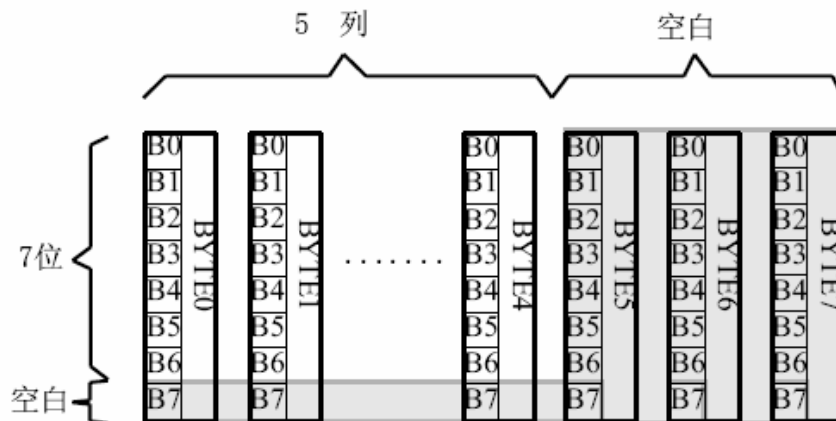 5 列 空白
B0 B0 B0 B0 B0 B0
B1 B1 B1 B1 B1 B1
B2 B2 B2 B2 B2 B2
7位 B3 B3 ....... B3 B3 B3 B3
B4 B4 B4 B4 B4 B4
B5 B5 B5 B5 B5 B5
B6 B6 B6 B6 B6 B6
空白 B7 B7 B7 B7 B7 B7
BYTE0 BYTE1 BYTE4 BYTE5 BYTE6 BYTE7